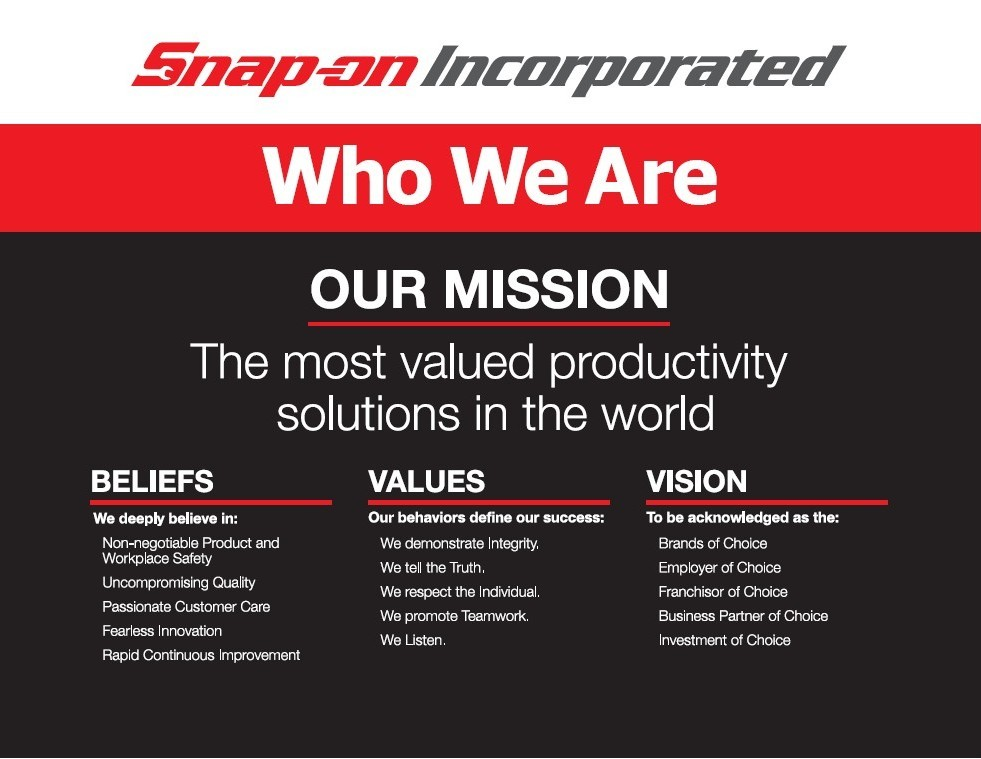 Snap-on Incorporated
Who We Are
OUR MISSION
The most valued productivity
solutions in the world
BELIEFS
We deeply believe in:
Non-negotiable Product and
Workplace Safety
Uncompromising Quality
Passionate Customer Care
Fearless Innovation
Rapid Continuous Improvement
VALUES
Our behaviors define our success:
We demonstrate Integrity.
We tell the Truth.
We respect the Individual.
We promote Teamwork.
We Listen.
VISION
To be acknowledged as the:
Brands of Choice
Employer of Choice
Franchisor of Choice
Business Partner of Choice
Investment of Choice